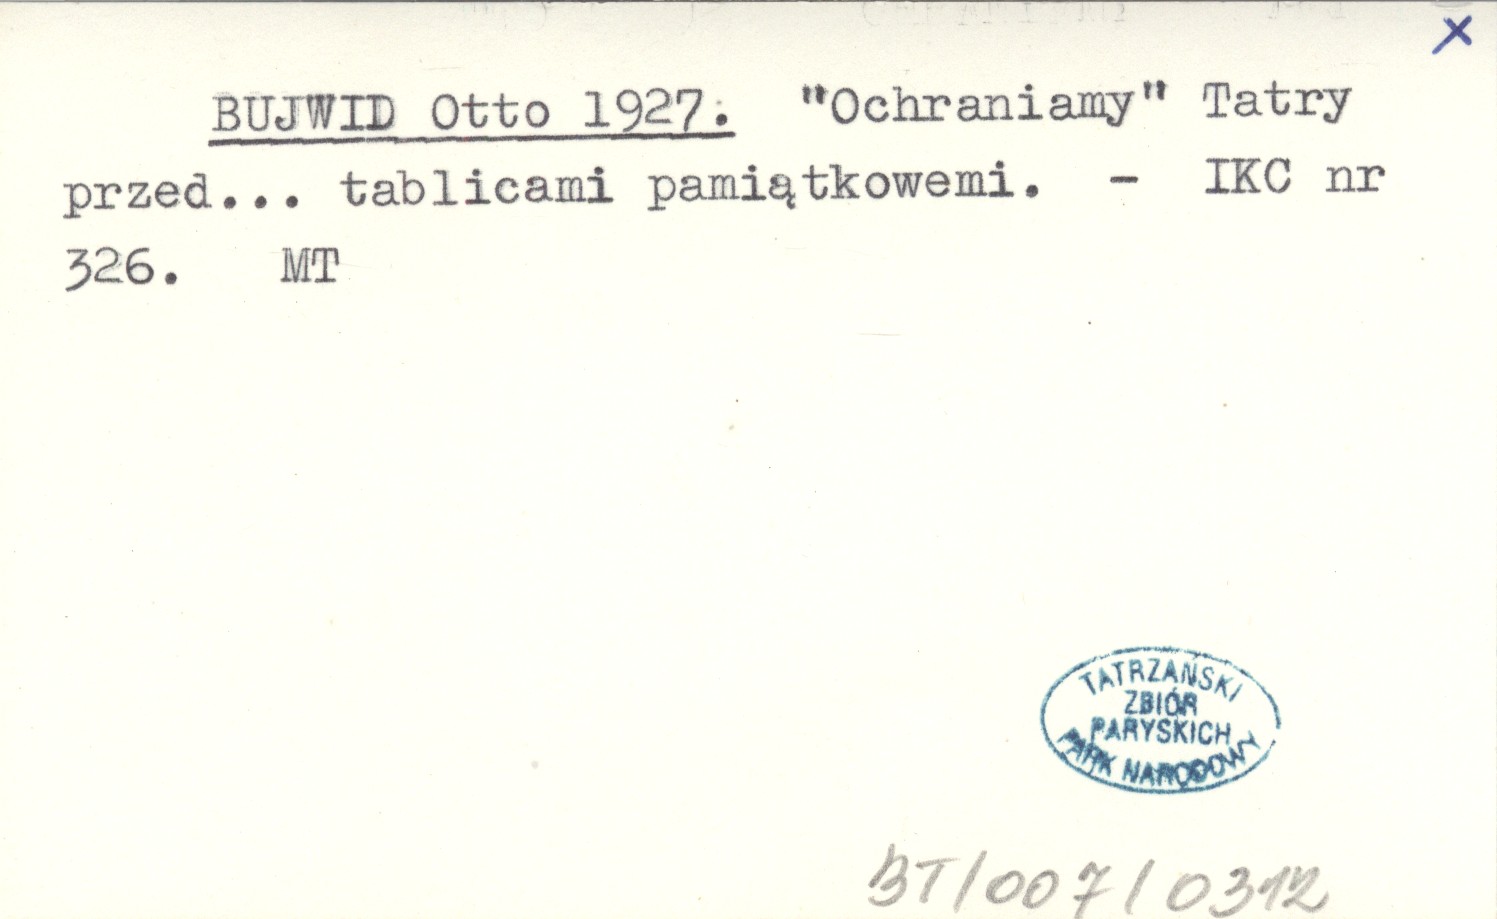 x
BUJWID Otto 1927. "Ochraniamy" Tatry
przed... tablicami pamiątkowemi. - IKC nr
326. MT
TATRZAŃSKI
ZBIÓR
PARYSKICH
PARK NARODOWY
BT/007/0312